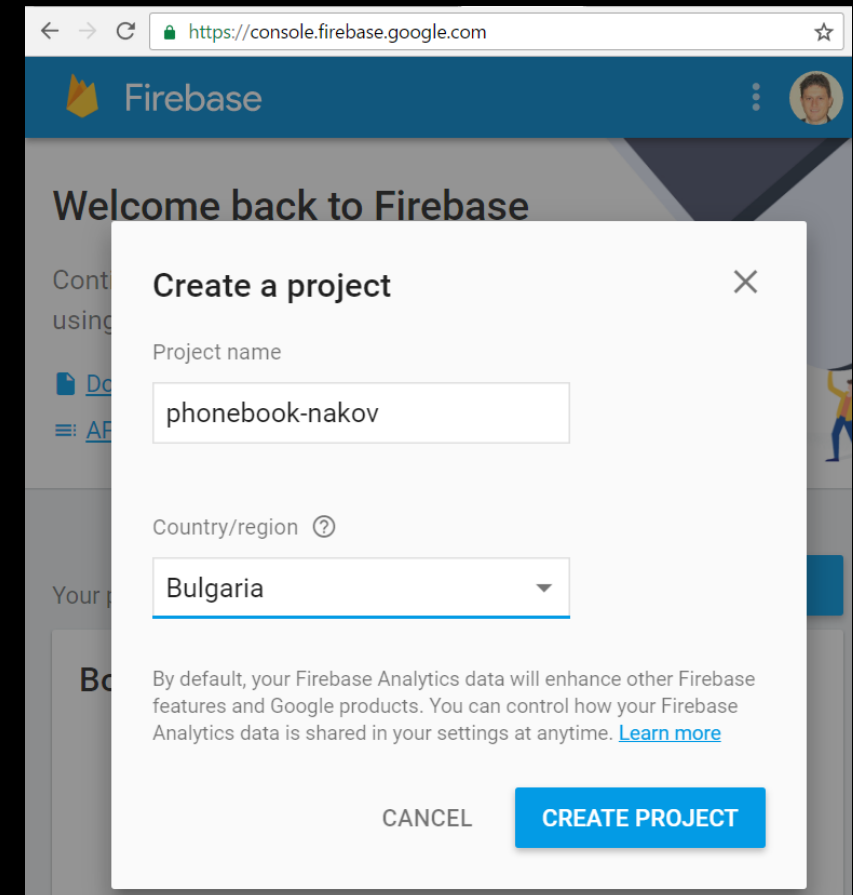 https://console.firebase.google.com
Firebase
Welcome back to Firebase
Create a project
Project name
phonebook-nakov
Country/region
Bulgaria
By default, your Firebase Analytics data will enhance other Firebase
features and Google products. You can control how your Firebase
Analytics data is shared in your settings at anytime. Learn more
CANCEL CREATE PROJECT